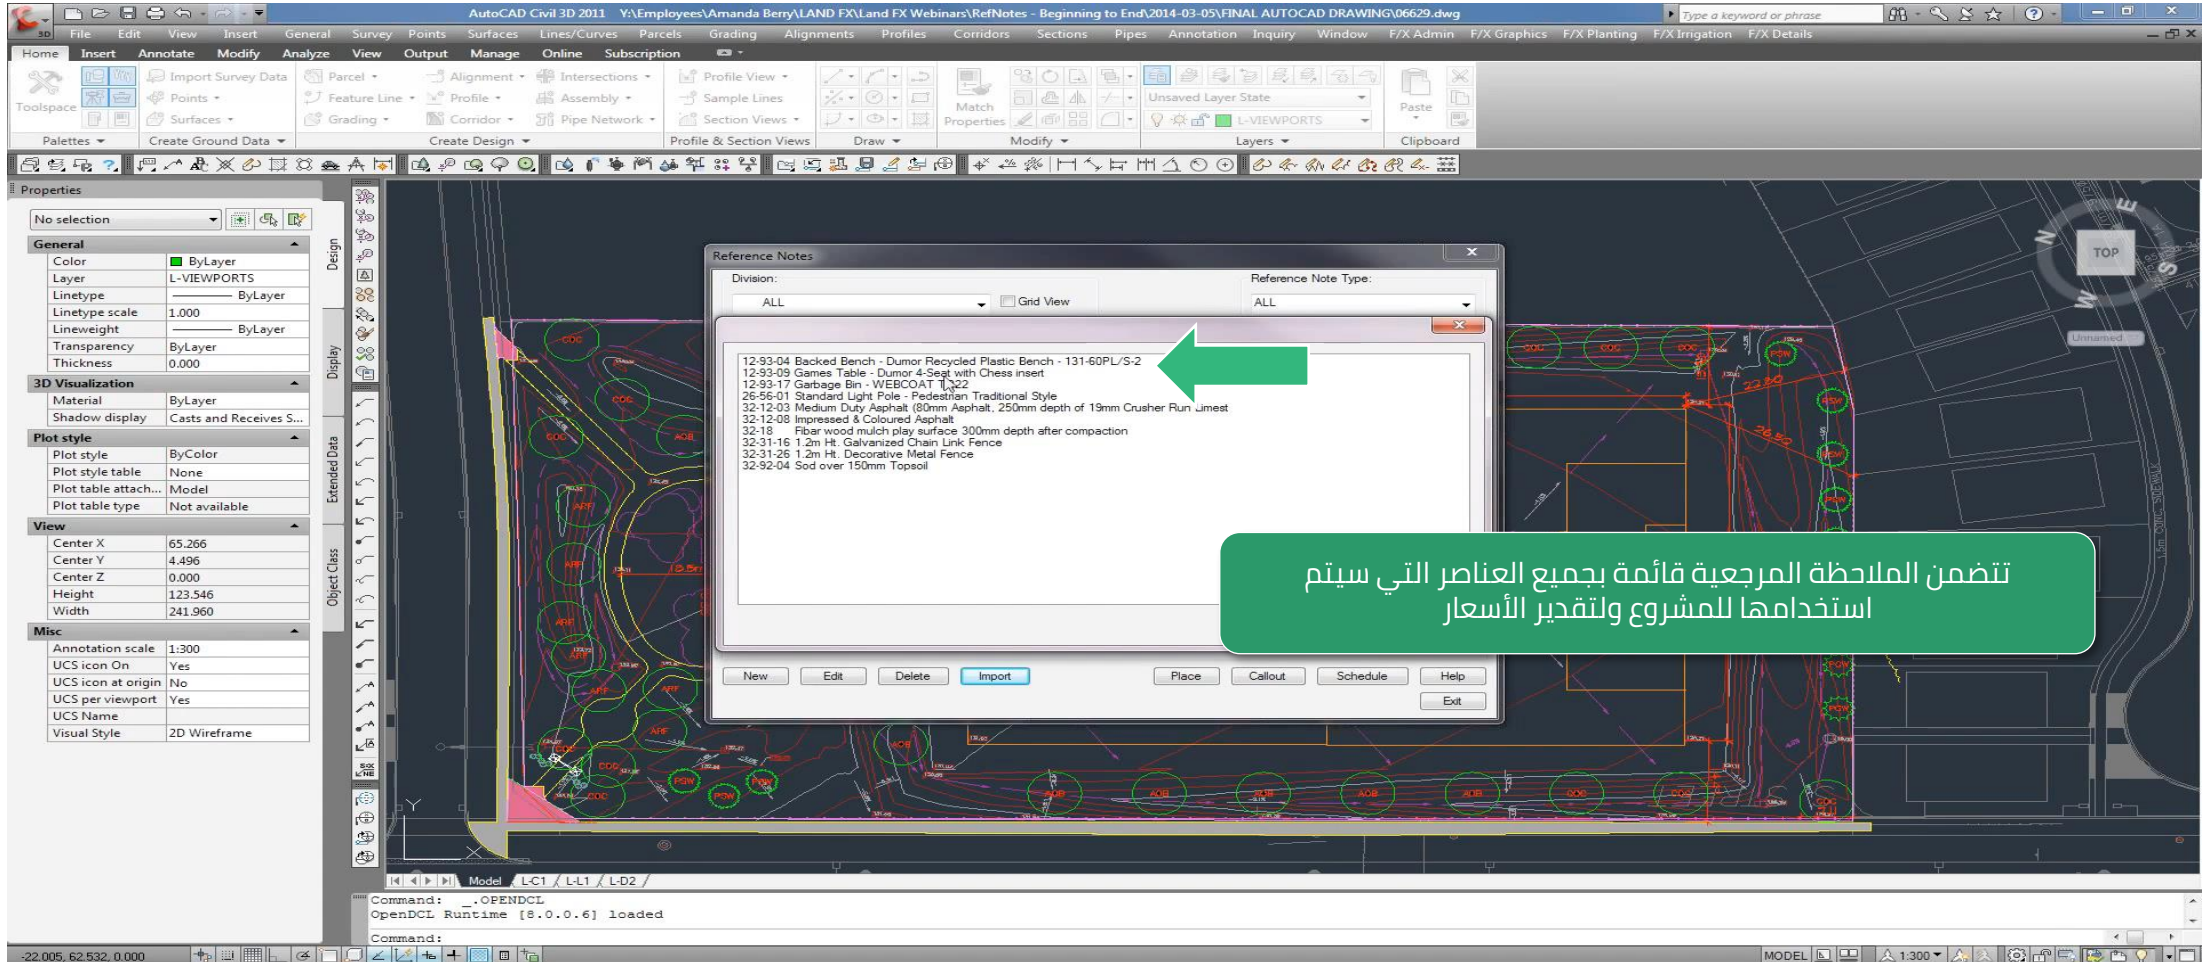 AutoCAD Civil 3D 2011 Y:\Employees\Amanda Berry\LAND FX\Land FX Webinars\RefNotes - Beginning to End\2014-03-05\FINAL AUTOCAD DRAWING\06629.dwg
Type a keyword or phrase
File Edit View Insert General Survey Points Surfaces Lines/Curves Parcels Grading Alignments Profiles Corridors Sections Pipes Annotation Inquiry Window F/X Admin F/X Graphics F/X Planting F/X Irrigation F/X Details
Home Insert Annotate Modify Analyze View Output Manage Online Subscription
Toolspace
Import Survey Data
Points
Surfaces
Parcel
Feature Line
Grading
Alignment
Profile
Corridor
Intersections
Assembly
Pipe Network
Profile View
Sample Lines
Section Views
Match
Properties
Unsaved Layer State
L-VIEWPORTS
Paste
Palettes Create Ground Data Create Design Profile & Section Views Draw Modify Layers Clipboard
Properties
No selection
General
Color ByLayer
Layer L-VIEWPORTS
Linetype ByLayer
Linetype scale 1.000
Lineweight ByLayer
Transparency ByLayer
Thickness 0.000
3D Visualization
Material ByLayer
Shadow display Casts and Receives S...
Plot style
Plot style ByColor
Plot style table None
Plot table attach... Model
Plot table type Not available
View
Center X 65.266
Center Y 4.496
Center Z 0.000
Height 123.546
Width 241.960
Misc
Annotation scale 1:300
UCS icon On Yes
UCS icon at origin No
UCS per viewport Yes
UCS Name
Visual Style 2D Wireframe
Design
Display
Extended Data
Object Class
Reference Notes
Division:
ALL
Grid View
Reference Note Type:
ALL
12-93-04 Backed Bench - Dumor Recycled Plastic Bench - 131-60PL/S-2
12-93-09 Games Table - Dumor 4-Seat with Chess insert
12-93-17 Garbage Bin - WEBCOAT
26-56-01 Standard Light Pole - Pedestrian Traditional Style
32-12-03 Medium Duty Asphalt (80mm Asphalt, 250mm depth of 19mm Crusher Run Limest
32-12-08 Impressed & Coloured Asphalt
32-18 Fibar wood mulch play surface 300mm depth after compaction
32-31-16 1.2m Ht. Galvanized Chain Link Fence
32-31-26 1.2m Ht. Decorative Metal Fence
32-92-04 Sod over 150mm Topsoil
تتضمن الملاحظة المرجعية قائمة بجميع العناصر التي سيتم
استخدامها للمشروع ولتقدير الأسعار
New Edit Delete Import Place Callout Schedule Help
Exit
TOP
N
E
W
S
Unnamed
22.80
26.52
Y
X
Model L-C1 L-L1 L-D2
Command: _.OPENDCL
OpenDCL Runtime [8.0.0.6] loaded
Command:
-22.005, 62.532, 0.000
MODEL
1:300